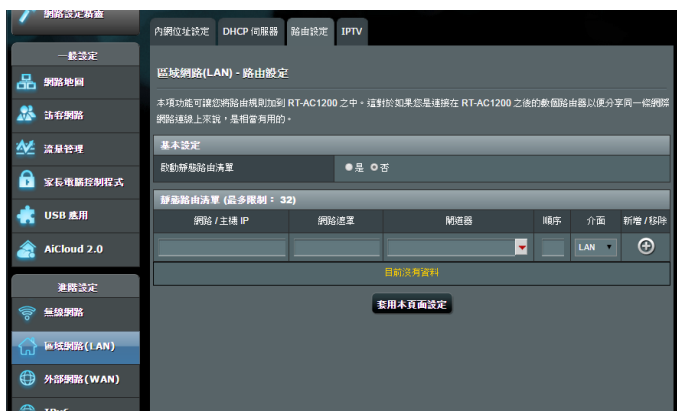 網路設定精靈
一般設定
網路地圖
訪客網路
流量管理
家長電腦控制程式
USB 應用
AiCloud 2.0
進階設定
無線網路
區域網路(LAN)
外部網路(WAN)
內網位址設定 DHCP 伺服器 路由設定 IPTV
區域網路(LAN) - 路由設定
本項功能可讓您將路由規則加到 RT-AC1200 之中。這對於如果您是連接在 RT-AC1200 之後的數個路由器以便分享同一條網際
網路連線上來說，是相當有用的。
基本設定
啟動靜態路由清單 是 否
靜態路由清單 (最多限制： 32)
網路 / 主機 IP 網路遮罩 閘道器 順序 介面 新增 / 移除
LAN
目前沒有資料
套用本頁面設定